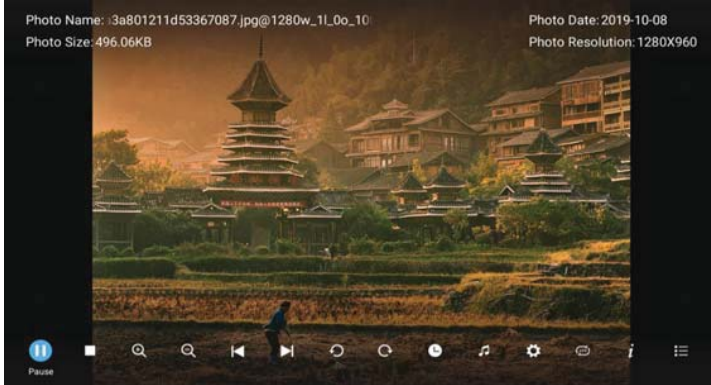 Photo Name: 3a801211d53367087.jpg@1280w_1l_0o_10
Photo Size: 496.06KB
Photo Date: 2019-10-08
Photo Resolution: 1280X960
Pause